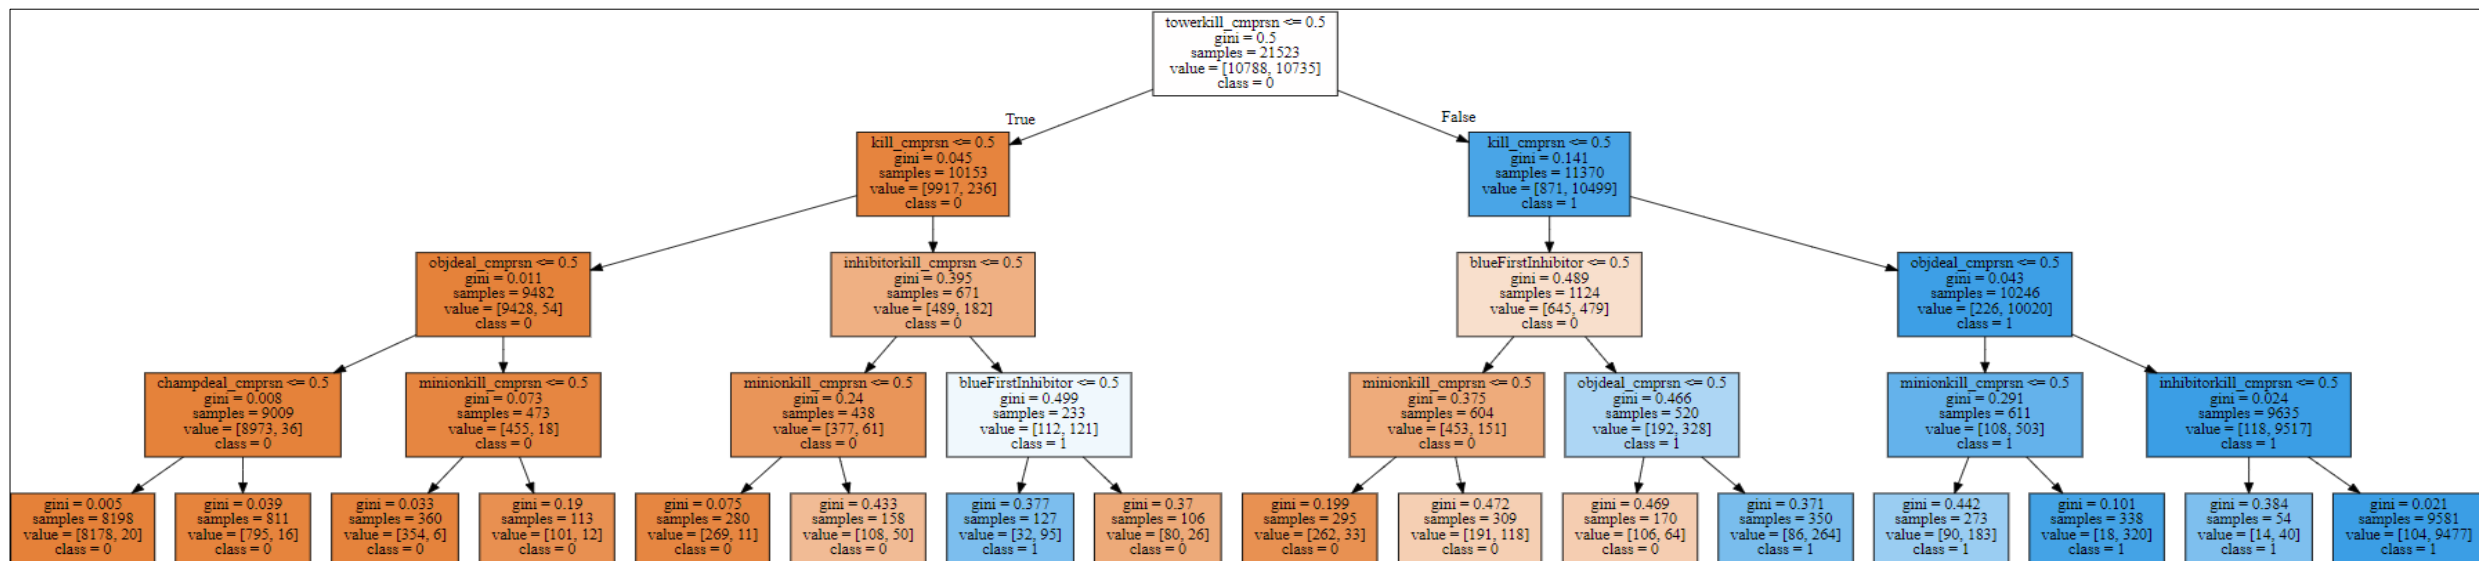 towerkill_cmprsn <= 0.5
gini = 0.5
samples = 21523
value = [10788, 10735]
class = 0
True
False
kill_cmprsn <= 0.5
gini = 0.045
samples = 10153
value = [9917, 236]
class = 0
kill_cmprsn <= 0.5
gini = 0.141
samples = 11370
value = [871, 10499]
class = 1
objdeal_cmprsn <= 0.5
gini = 0.011
samples = 9482
value = [9428, 54]
class = 0
inhibitorkill_cmprsn <= 0.5
gini = 0.395
samples = 671
value = [489, 182]
class = 0
blueFirstInhibitor <= 0.5
gini = 0.489
samples = 1124
value = [645, 479]
class = 0
objdeal_cmprsn <= 0.5
gini = 0.043
samples = 10246
value = [226, 10020]
class = 1
champdeal_cmprsn <= 0.5
gini = 0.008
samples = 9009
value = [8973, 36]
class = 0
minionkill_cmprsn <= 0.5
gini = 0.073
samples = 473
value = [455, 18]
class = 0
minionkill_cmprsn <= 0.5
gini = 0.24
samples = 438
value = [377, 61]
class = 0
blueFirstInhibitor <= 0.5
gini = 0.499
samples = 233
value = [112, 121]
class = 1
minionkill_cmprsn <= 0.5
gini = 0.375
samples = 604
value = [453, 151]
class = 0
objdeal_cmprsn <= 0.5
gini = 0.466
samples = 520
value = [192, 328]
class = 1
minionkill_cmprsn <= 0.5
gini = 0.291
samples = 611
value = [108, 503]
class = 1
inhibitorkill_cmprsn <= 0.5
gini = 0.024
samples = 9635
value = [118, 9517]
class = 1
gini = 0.005
samples = 8198
value = [8178, 20]
class = 0
gini = 0.039
samples = 811
value = [795, 16]
class = 0
gini = 0.033
samples = 360
value = [354, 6]
class = 0
gini = 0.19
samples = 113
value = [101, 12]
class = 0
gini = 0.075
samples = 280
value = [269, 11]
class = 0
gini = 0.433
samples = 158
value = [108, 50]
class = 0
gini = 0.377
samples = 127
value = [32, 95]
class = 1
gini = 0.37
samples = 106
value = [80, 26]
class = 0
gini = 0.199
samples = 295
value = [262, 33]
class = 0
gini = 0.472
samples = 309
value = [191, 118]
class = 0
gini = 0.469
samples = 170
value = [106, 64]
class = 0
gini = 0.371
samples = 350
value = [86, 264]
class = 1
gini = 0.442
samples = 273
value = [90, 183]
class = 1
gini = 0.101
samples = 338
value = [18, 320]
class = 1
gini = 0.384
samples = 54
value = [14, 40]
class = 1
gini = 0.021
samples = 9581
value = [104, 9477]
class = 1